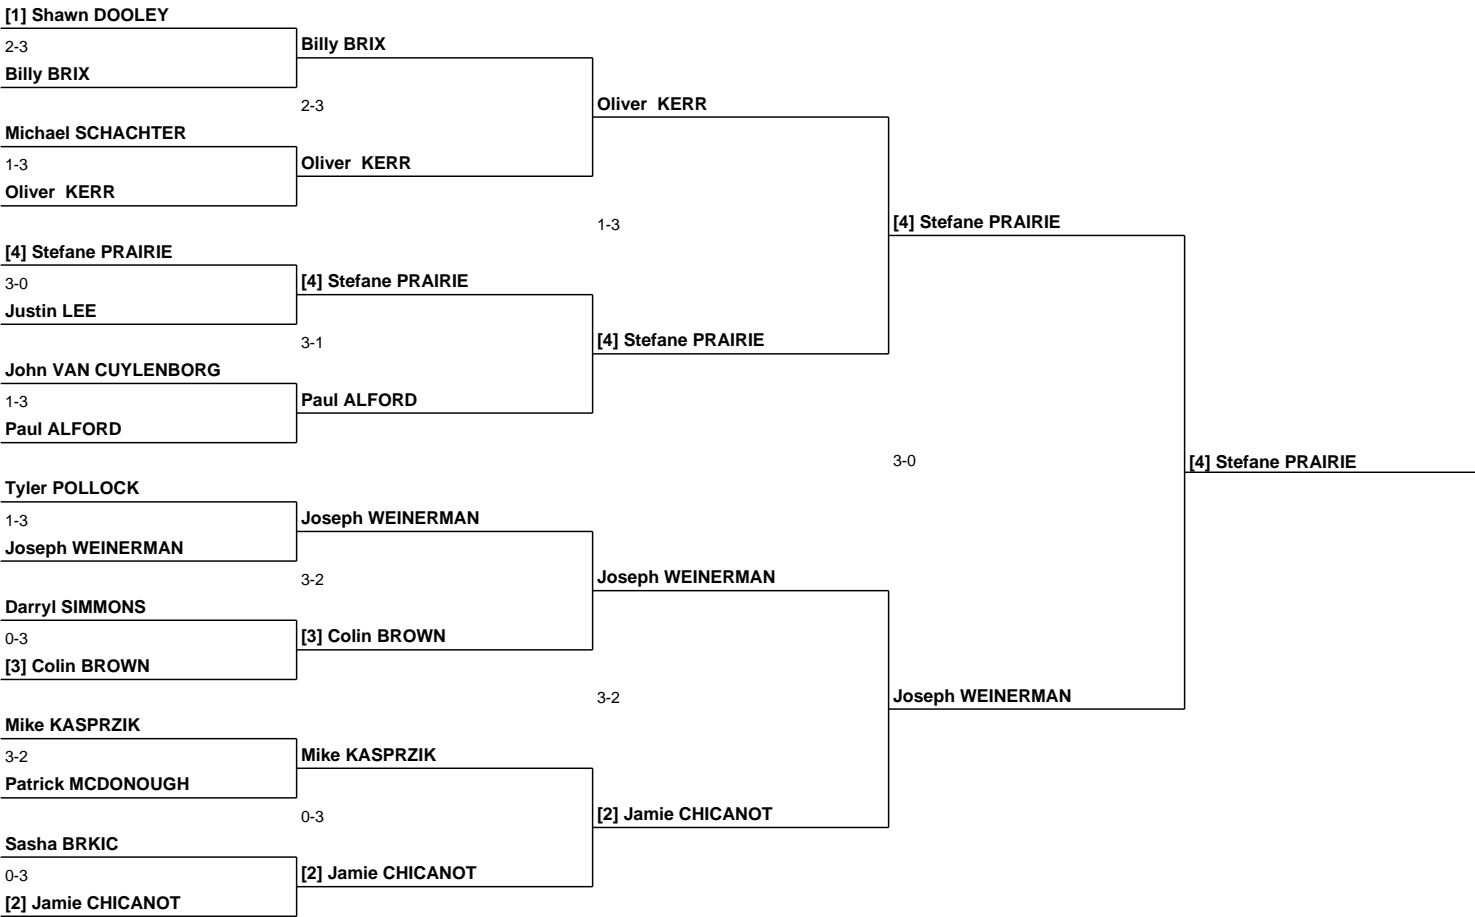 [1] Shawn DOOLEY
2-3
Billy BRIX
Michael SCHACHTER
1-3
Oliver KERR
[4] Stefane PRAIRIE
3-0
Justin LEE
John VAN CUYLENBORG
1-3
Paul ALFORD
Tyler POLLOCK
1-3
Joseph WEINERMAN
Darryl SIMMONS
0-3
[3] Colin BROWN
Mike KASPRZIK
3-2
Patrick MCDONOUGH
Sasha BRKIC
0-3
[2] Jamie CHICANOT
Billy BRIX
2-3
Oliver KERR
[4] Stefane PRAIRIE
3-1
Paul ALFORD
Joseph WEINERMAN
3-2
[3] Colin BROWN
Mike KASPRZIK
0-3
[2] Jamie CHICANOT
Oliver KERR
1-3
[4] Stefane PRAIRIE
Joseph WEINERMAN
3-2
[2] Jamie CHICANOT
[4] Stefane PRAIRIE
3-0
Joseph WEINERMAN
[4] Stefane PRAIRIE